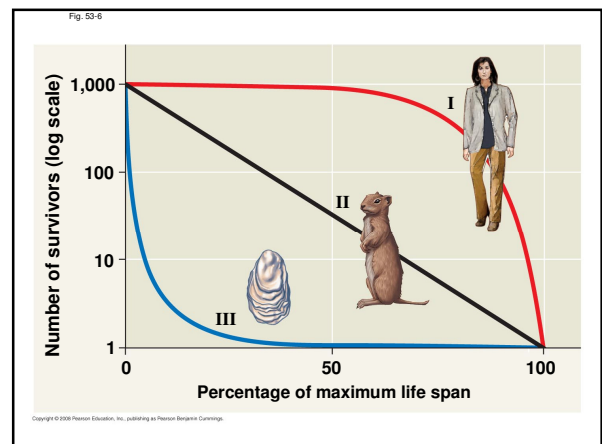 Fig. 53-6
Number of survivors (log scale)
1,000
100
10
1
I
II
III
0
50
100
Percentage of maximum life span
Copyright © 2008 Pearson Education, Inc., publishing as Pearson Benjamin Cummings.